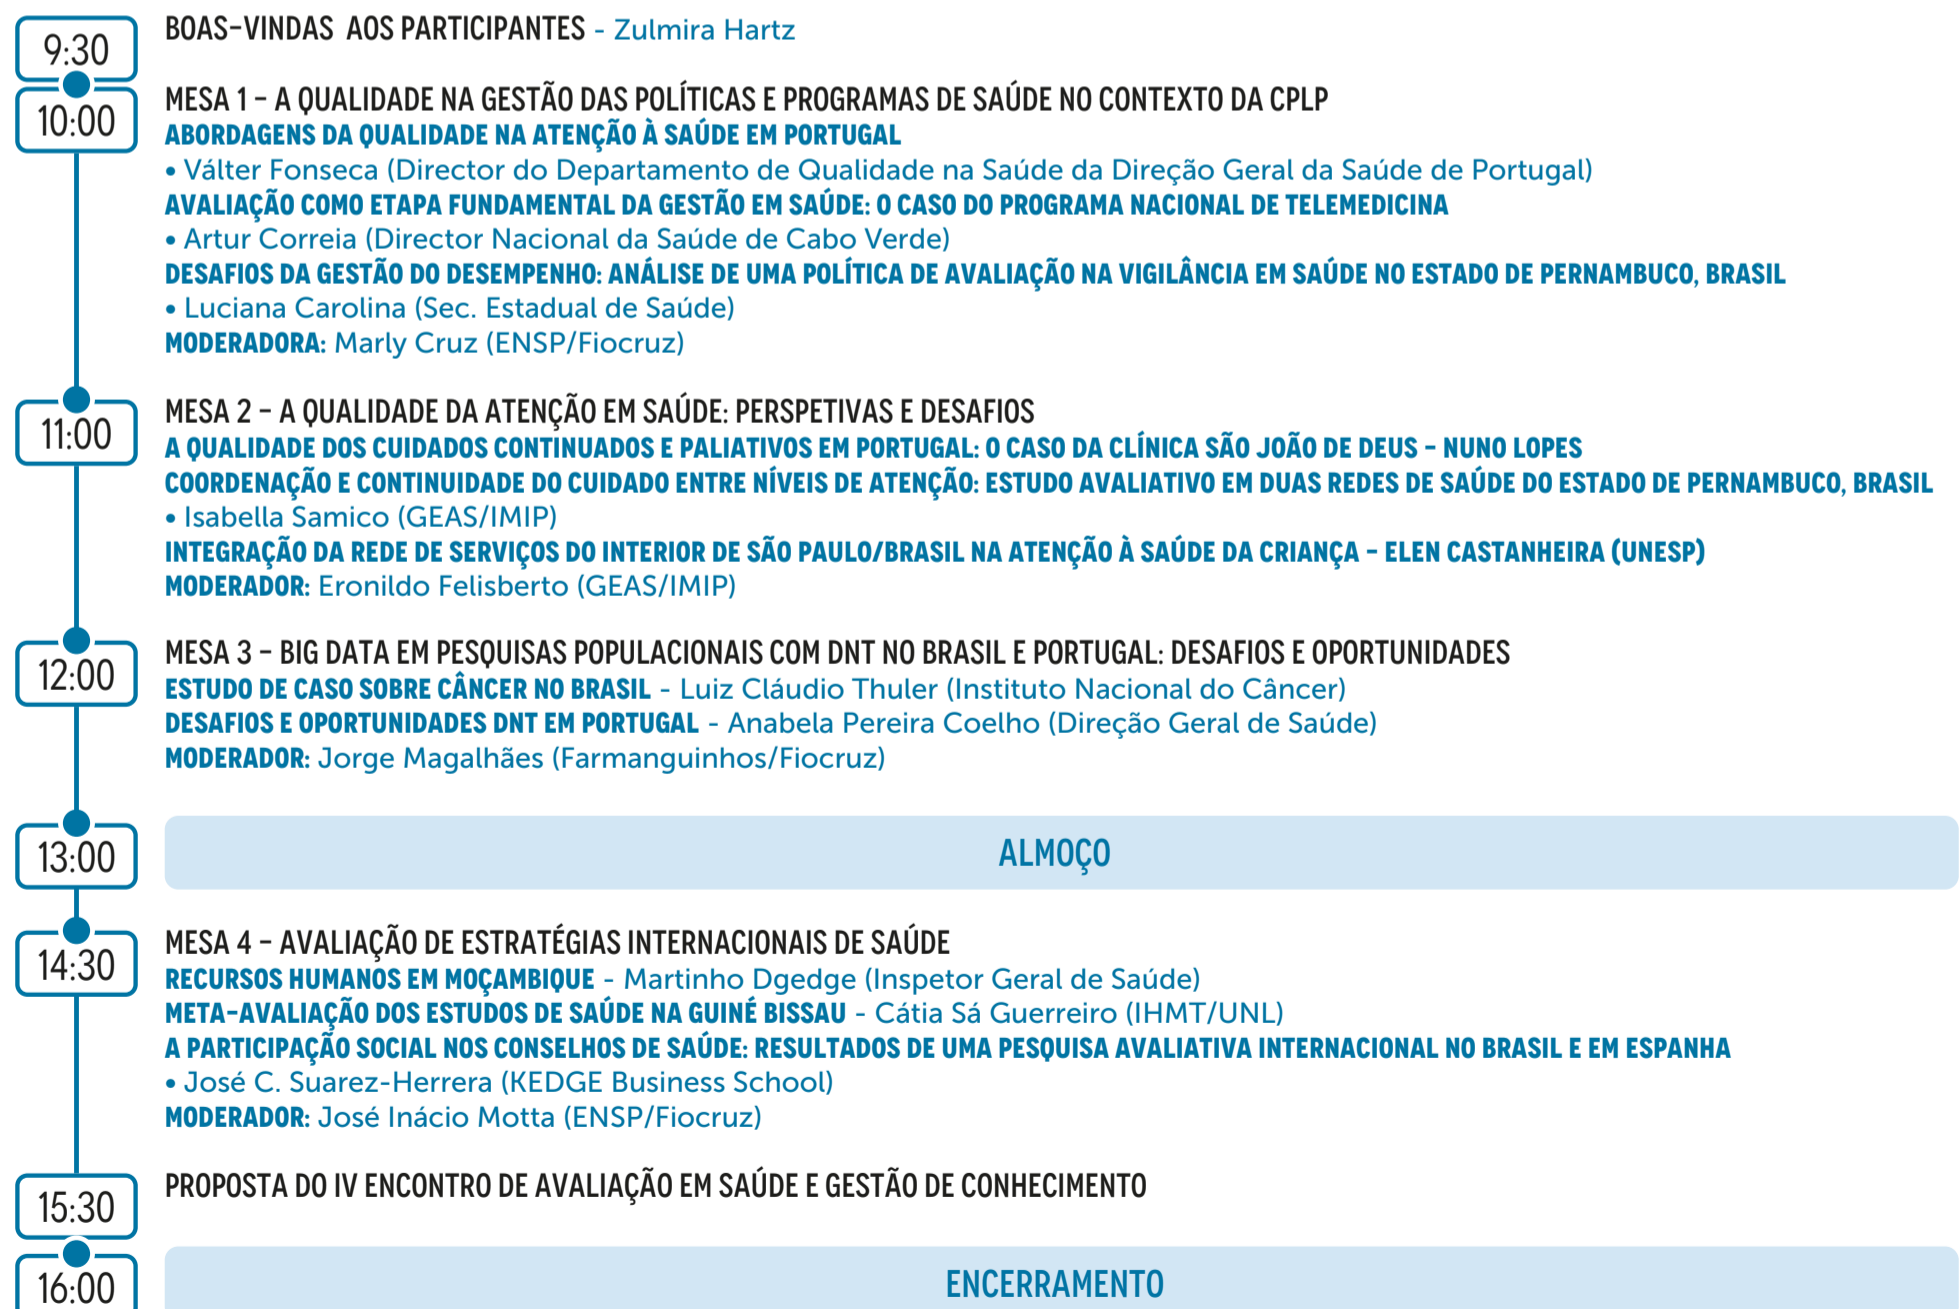 9:30
BOAS-VINDAS AOS PARTICIPANTES - Zulmira Hartz
10:00
MESA 1 – A QUALIDADE NA GESTÃO DAS POLÍTICAS E PROGRAMAS DE SAÚDE NO CONTEXTO DA CPLP
ABORDAGENS DA QUALIDADE NA ATENÇÃO À SAÚDE EM PORTUGAL
• Válter Fonseca (Director do Departamento de Qualidade na Saúde da Direção Geral da Saúde de Portugal)
AVALIAÇÃO COMO ETAPA FUNDAMENTAL DA GESTÃO EM SAÚDE: O CASO DO PROGRAMA NACIONAL DE TELEMEDICINA
• Artur Correia (Director Nacional da Saúde de Cabo Verde)
DESAFIOS DA GESTÃO DO DESEMPENHO: ANÁLISE DE UMA POLÍTICA DE AVALIAÇÃO NA VIGILÂNCIA EM SAÚDE NO ESTADO DE PERNAMBUCO, BRASIL
• Luciana Carolina (Sec. Estadual de Saúde)
MODERADORA: Marly Cruz (ENSP/Fiocruz)
11:00
MESA 2 – A QUALIDADE DA ATENÇÃO EM SAÚDE: PERSPETIVAS E DESAFIOS
A QUALIDADE DOS CUIDADOS CONTINUADOS E PALIATIVOS EM PORTUGAL: O CASO DA CLÍNICA SÃO JOÃO DE DEUS – NUNO LOPES
COORDENAÇÃO E CONTINUIDADE DO CUIDADO ENTRE NÍVEIS DE ATENÇÃO: ESTUDO AVALIATIVO EM DUAS REDES DE SAÚDE DO ESTADO DE PERNAMBUCO, BRASIL
• Isabella Samico (GEAS/IMIP)
INTEGRAÇÃO DA REDE DE SERVIÇOS DO INTERIOR DE SÃO PAULO/BRASIL NA ATENÇÃO À SAÚDE DA CRIANÇA – ELEN CASTANHEIRA (UNESP)
MODERADOR: Eronildo Felisberto (GEAS/IMIP)
12:00
MESA 3 – BIG DATA EM PESQUISAS POPULACIONAIS COM DNT NO BRASIL E PORTUGAL: DESAFIOS E OPORTUNIDADES
ESTUDO DE CASO SOBRE CÂNCER NO BRASIL - Luiz Cláudio Thuler (Instituto Nacional do Câncer)
DESAFIOS E OPORTUNIDADES DNT EM PORTUGAL - Anabela Pereira Coelho (Direção Geral de Saúde)
MODERADOR: Jorge Magalhães (Farmanguinhos/Fiocruz)
13:00
ALMOÇO
14:30
MESA 4 – AVALIAÇÃO DE ESTRATÉGIAS INTERNACIONAIS DE SAÚDE
RECURSOS HUMANOS EM MOÇAMBIQUE - Martinho Dgedge (Inspetor Geral de Saúde)
META-AVALIAÇÃO DOS ESTUDOS DE SAÚDE NA GUINÉ BISSAU - Cátia Sá Guerreiro (IHMT/UNL)
A PARTICIPAÇÃO SOCIAL NOS CONSELHOS DE SAÚDE: RESULTADOS DE UMA PESQUISA AVALIATIVA INTERNACIONAL NO BRASIL E EM ESPANHA
• José C. Suarez-Herrera (KEDGE Business School)
MODERADOR: José Inácio Motta (ENSP/Fiocruz)
15:30
PROPOSTA DO IV ENCONTRO DE AVALIAÇÃO EM SAÚDE E GESTÃO DE CONHECIMENTO
16:00
ENCERRAMENTO